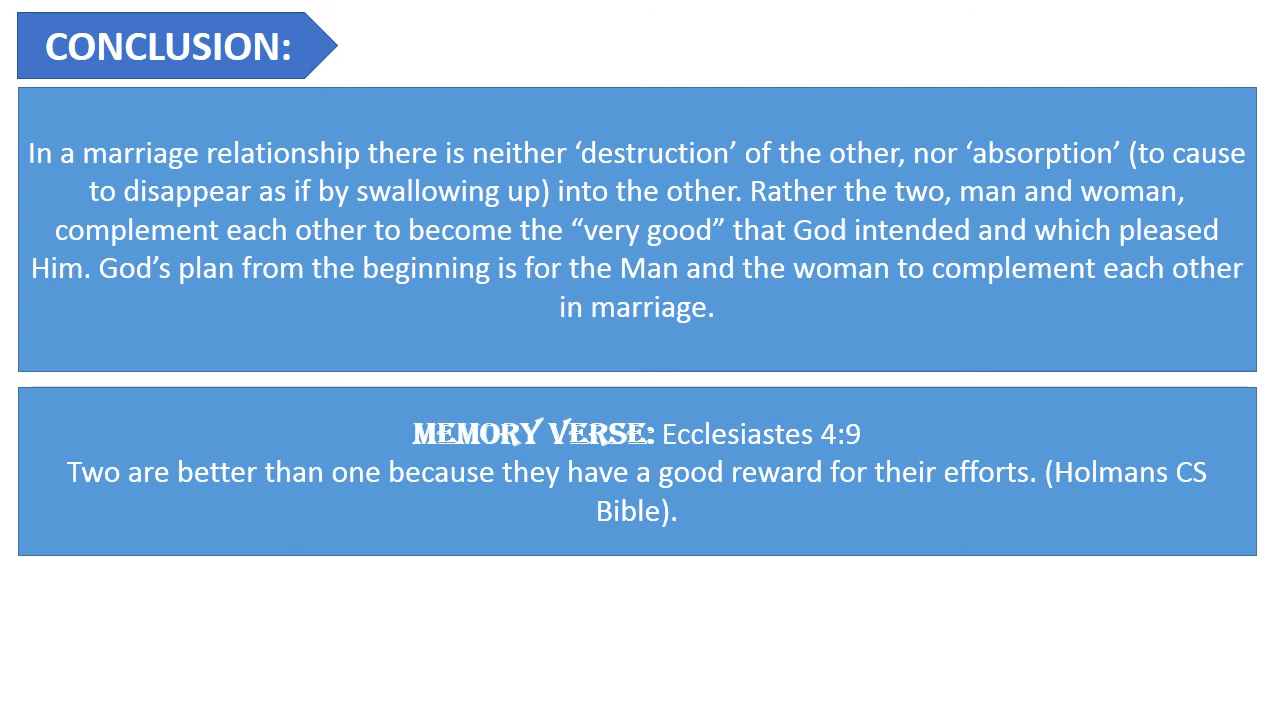 CONCLUSION:
In a marriage relationship there is neither ‘destruction’ of the other, nor ‘absorption’ (to cause
to disappear as if by swallowing up) into the other. Rather the two, man and woman,
complement each other to become the “very good” that God intended and which pleased
Him. God’s plan from the beginning is for the Man and the woman to complement each other
in marriage.
MEMORY VERSE: Ecclesiastes 4:9
Two are better than one because they have a good reward for their efforts. (Holmans CS
Bible).